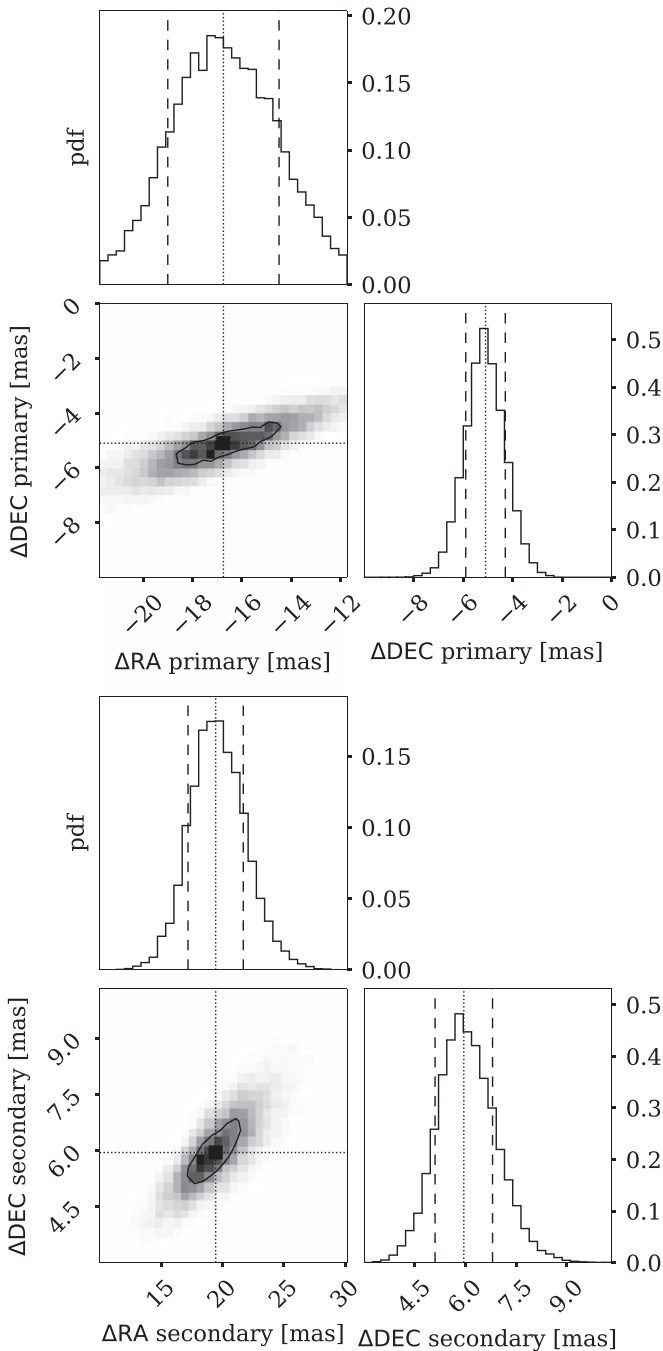 0.20
0.15
pdf
0.10
0.05
0.00
0
−2
ΔDEC primary [mas]
−4
−6
−8
0.5
0.4
0.3
0.2
0.1
0.0
−20 −18 −16 −14 −12
−8 −6 −4 −2 0
ΔRA primary [mas]
ΔDEC primary [mas]
0.15
pdf
0.10
0.05
0.00
9.0
7.5
ΔDEC secondary [mas]
6.0
4.5
0.5
0.4
0.3
0.2
0.1
0.0
15 20 25 30
4.5 6.0 7.5 9.0
ΔRA secondary [mas]
ΔDEC secondary [mas]